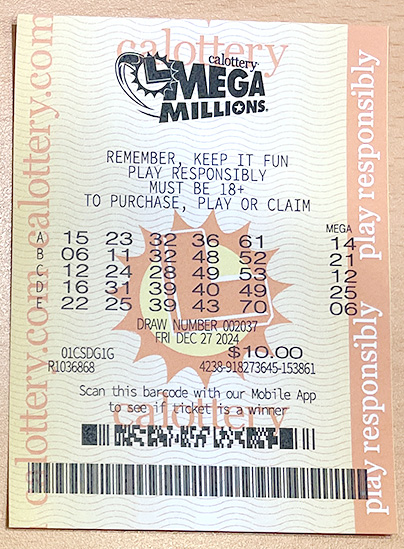 calottery
calottery
MEGA
MILLIONS
REMEMBER, KEEP IT FUN
PLAY RESPONSIBLY
MUST BE 18+
TO PURCHASE, PLAY OR CLAIM
MEGA
A 15 23 32 36 61 14
B 06 11 32 48 52 21
C 12 24 28 49 53 12
D 16 31 39 40 49 25
E 22 25 39 43 70 06
DRAW NUMBER 002037
FRI DEC 27 2024
01CSDG1G $10.00
R1036868 4238-918273645-153861
Scan this barcode with our Mobile App
to see if ticket is a winner
calottery
calottery.com calottery.com
play responsibly play responsibly